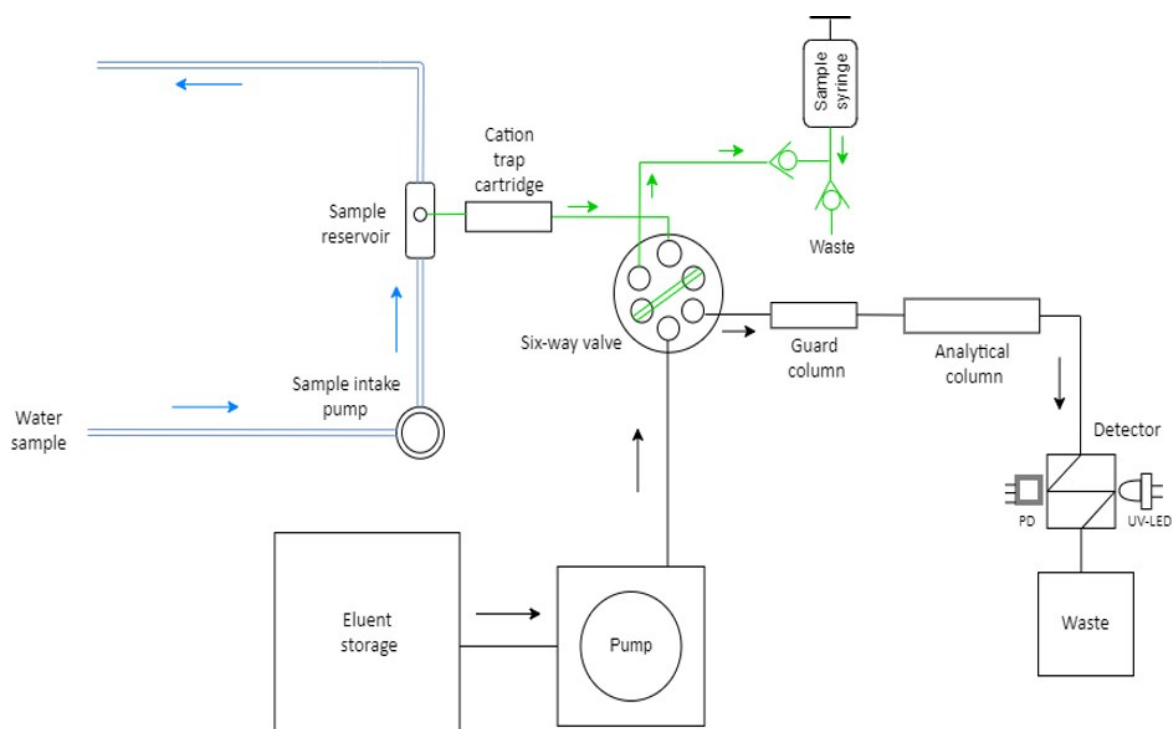 Sample
syringe
Cation
trap
cartridge
Sample
reservoir
Waste
Six-way valve
Guard
column
Analytical
column
Sample intake
pump
Water
sample
Detector
PD
UV-LED
Eluent
storage
Pump
Waste